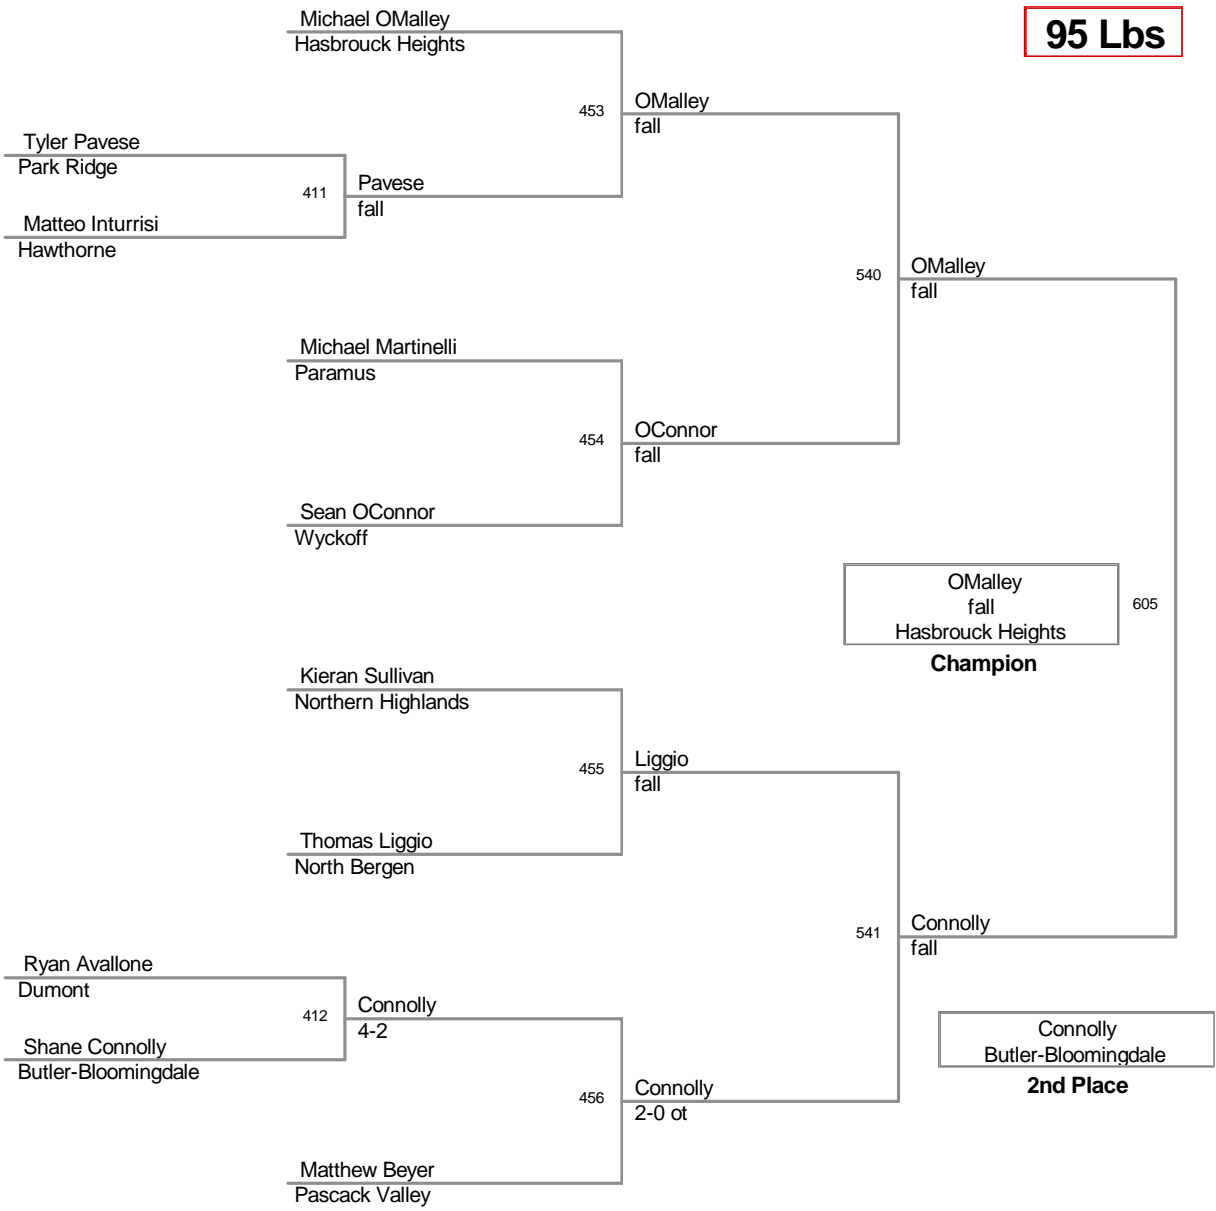 95 Lbs
Michael OMalley
Hasbrouck Heights
453
OMalley
fall
Tyler Pavese
Park Ridge
411
Pavese
fall
Matteo Inturrisi
Hawthorne
540
OMalley
fall
Michael Martinelli
Paramus
454
OConnor
fall
Sean OConnor
Wyckoff
OMalley
fall
Hasbrouck Heights
605
Champion
Kieran Sullivan
Northern Highlands
455
Liggio
fall
Thomas Liggio
North Bergen
541
Connolly
fall
Ryan Avallone
Dumont
412
Connolly
4-2
Shane Connolly
Butler-Bloomingdale
Connolly
Butler-Bloomingdale
2nd Place
456
Connolly
2-0 ot
Matthew Beyer
Pascack Valley